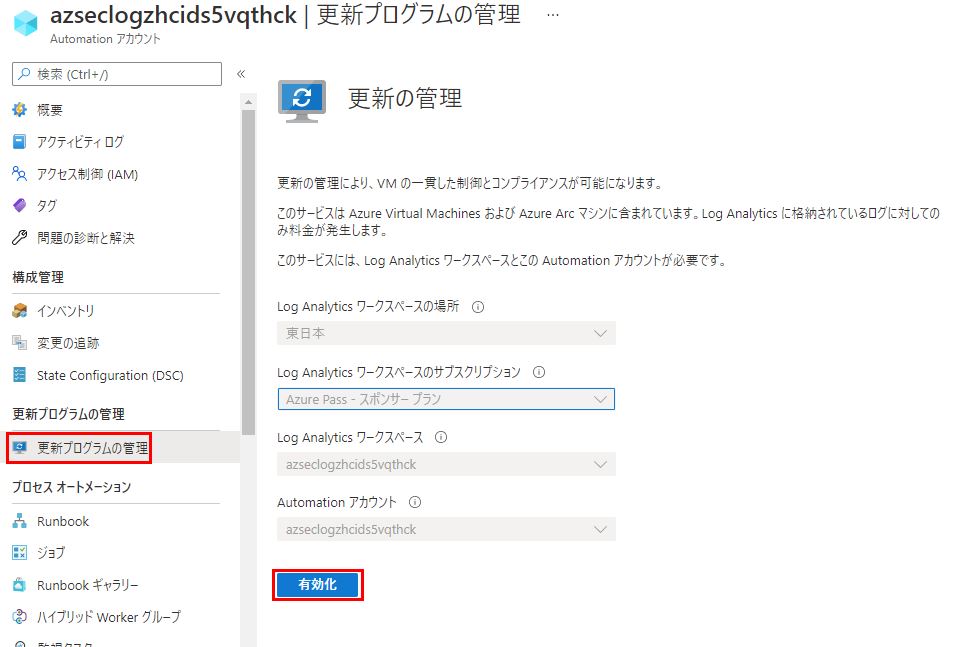 azseclogzhcids5vqthck | 更新プログラムの管理 …
Automation アカウント
検索 (Ctrl+/)
«
概要
アクティビティ ログ
アクセス制御 (IAM)
タグ
問題の診断と解決
構成管理
インベントリ
変更の追跡
State Configuration (DSC)
更新プログラムの管理
更新プログラムの管理
プロセス オートメーション
Runbook
ジョブ
Runbook ギャラリー
ハイブリッド Worker グループ
更新の管理
更新の管理により、VM の一貫した制御とコンプライアンスが可能になります。
このサービスは Azure Virtual Machines および Azure Arc マシンに含まれています。Log Analytics に格納されているログに対しての
み料金が発生します。
このサービスには、Log Analytics ワークスペースとこの Automation アカウントが必要です。
Log Analytics ワークスペースの場所
東日本
Log Analytics ワークスペースのサブスクリプション
Azure Pass - スポンサー プラン
Log Analytics ワークスペース
azseclogzhcids5vqthck
Automation アカウント
azseclogzhcids5vqthck
有効化